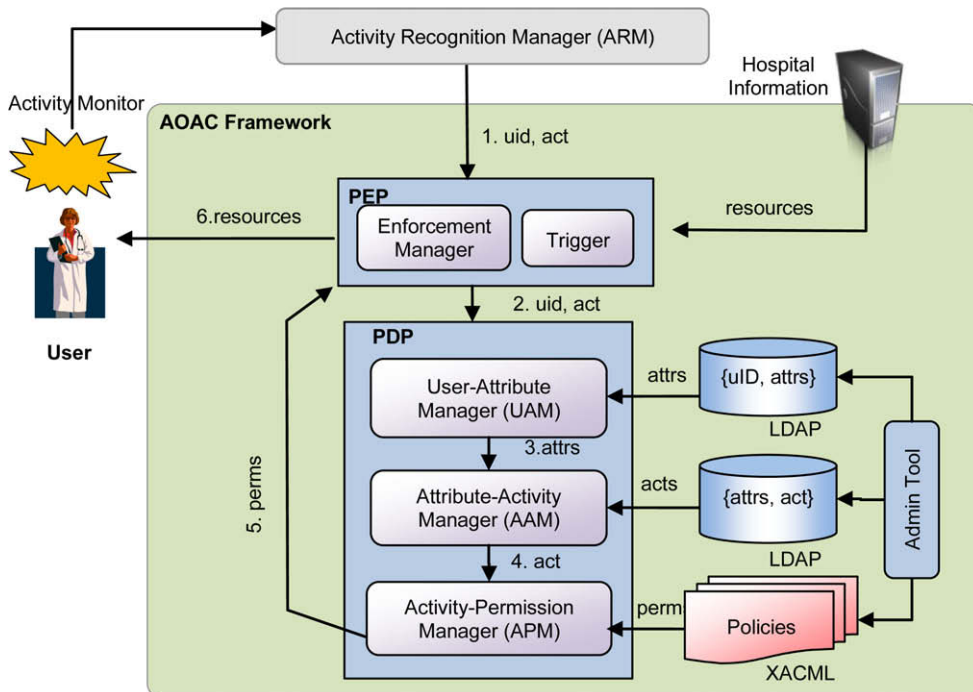 Activity Recognition Manager (ARM)
Hospital
Information
Activity Monitor
AOAC Framework
1. uid, act
PEP
Enforcement
Manager
Trigger
resources
6.resources
2. uid, act
User
PDP
User-Attribute
Manager (UAM)
attrs
{uID, attrs}
LDAP
3.attrs
Attribute-Activity
Manager (AAM)
acts
{attrs, act}
LDAP
Admin Tool
5. perms
4. act
Activity-Permission
Manager (APM)
perm
Policies
XACML